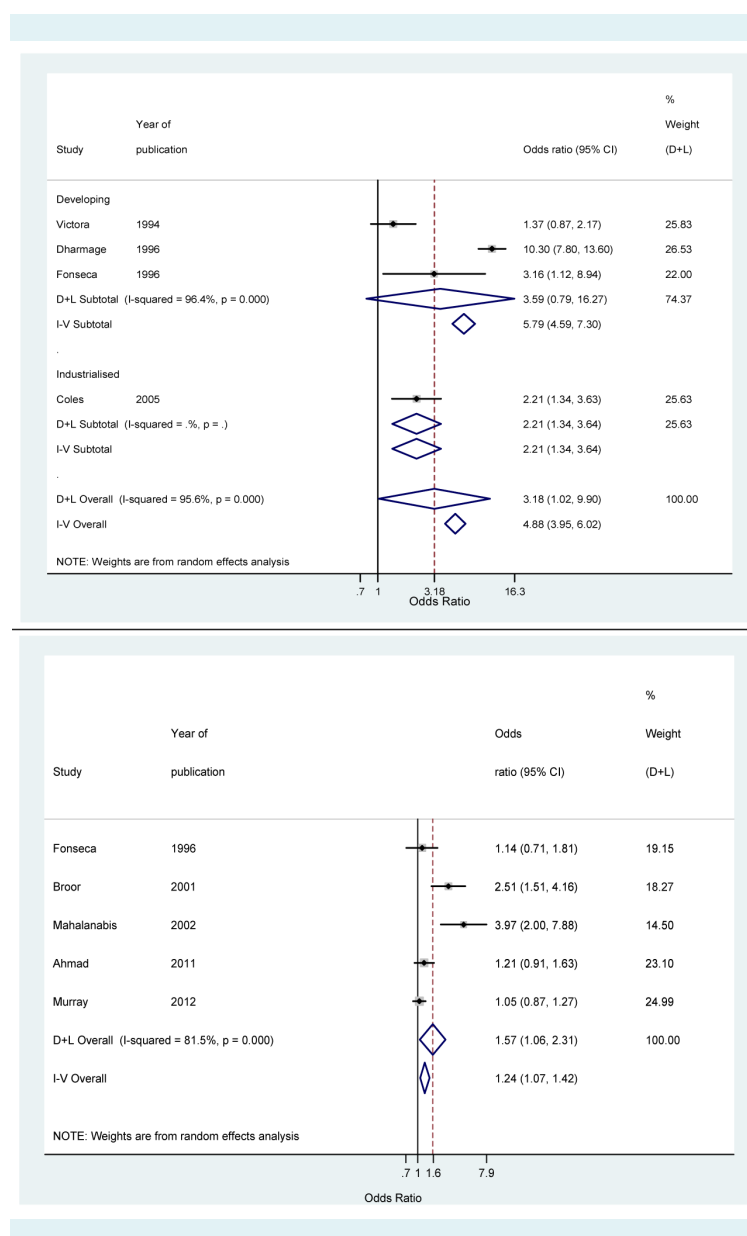 %
Year of Weight
Study publication Odds ratio (95% CI) (D+L)
Developing
Victora 1994 1.37 (0.87, 2.17) 25.83
Dharmage 1996 10.30 (7.80, 13.60) 26.53
Fonseca 1996 3.16 (1.12, 8.94) 22.00
D+L Subtotal (I-squared = 96.4%, p = 0.000) 3.59 (0.79, 16.27) 74.37
I-V Subtotal 5.79 (4.59, 7.30)
.
Industrialised
Coles 2005 2.21 (1.34, 3.63) 25.63
D+L Subtotal (I-squared = .%, p = .) 2.21 (1.34, 3.64) 25.63
I-V Subtotal 2.21 (1.34, 3.64)
.
D+L Overall (I-squared = 95.6%, p = 0.000) 3.18 (1.02, 9.90) 100.00
I-V Overall 4.88 (3.95, 6.02)
NOTE: Weights are from random effects analysis
.7 1 3.18 16.3
Odds Ratio
%
Year of Odds Weight
Study publication ratio (95% CI) (D+L)
Fonseca 1996 1.14 (0.71, 1.81) 19.15
Broor 2001 2.51 (1.51, 4.16) 18.27
Mahalanabis 2002 3.97 (2.00, 7.88) 14.50
Ahmad 2011 1.21 (0.91, 1.63) 23.10
Murray 2012 1.05 (0.87, 1.27) 24.99
D+L Overall (I-squared = 81.5%, p = 0.000) 1.57 (1.06, 2.31) 100.00
I-V Overall 1.24 (1.07, 1.42)
NOTE: Weights are from random effects analysis
.7 1 1.6 7.9
Odds Ratio